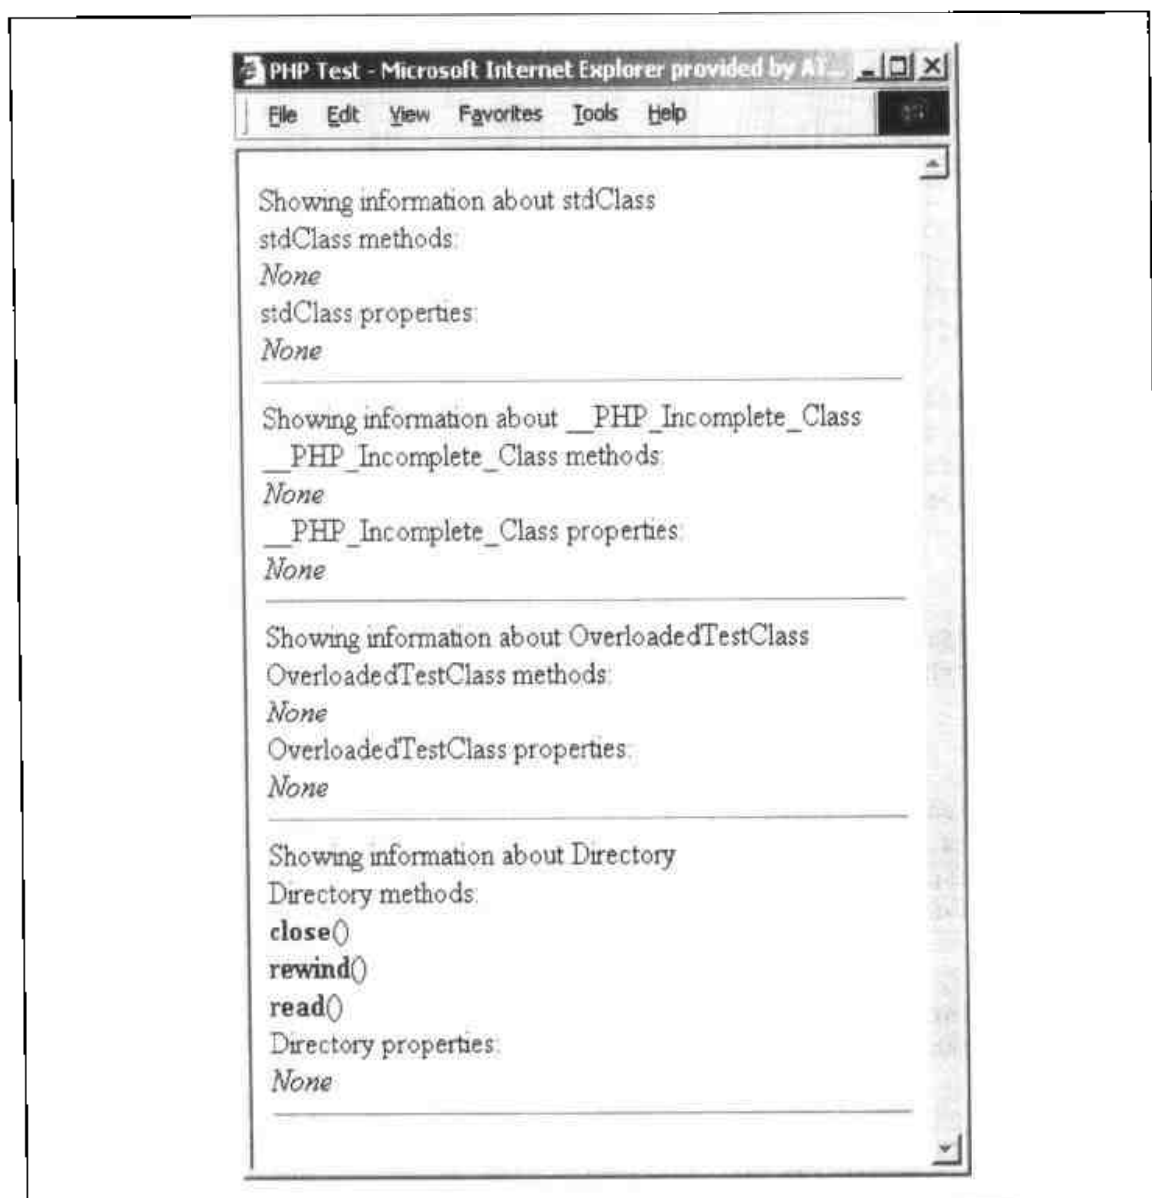 PHP Test - Microsoft Internet Explorer provided by AT...
File Edit View Favorites Tools Help
Showing information about stdClass
stdClass methods:
None
stdClass properties:
None
Showing information about __PHP_Incomplete_Class
__PHP_Incomplete_Class methods:
None
__PHP_Incomplete_Class properties:
None
Showing information about OverloadedTestClass
OverloadedTestClass methods:
None
OverloadedTestClass properties:
None
Showing information about Directory
Directory methods:
close()
rewind()
read()
Directory properties:
None